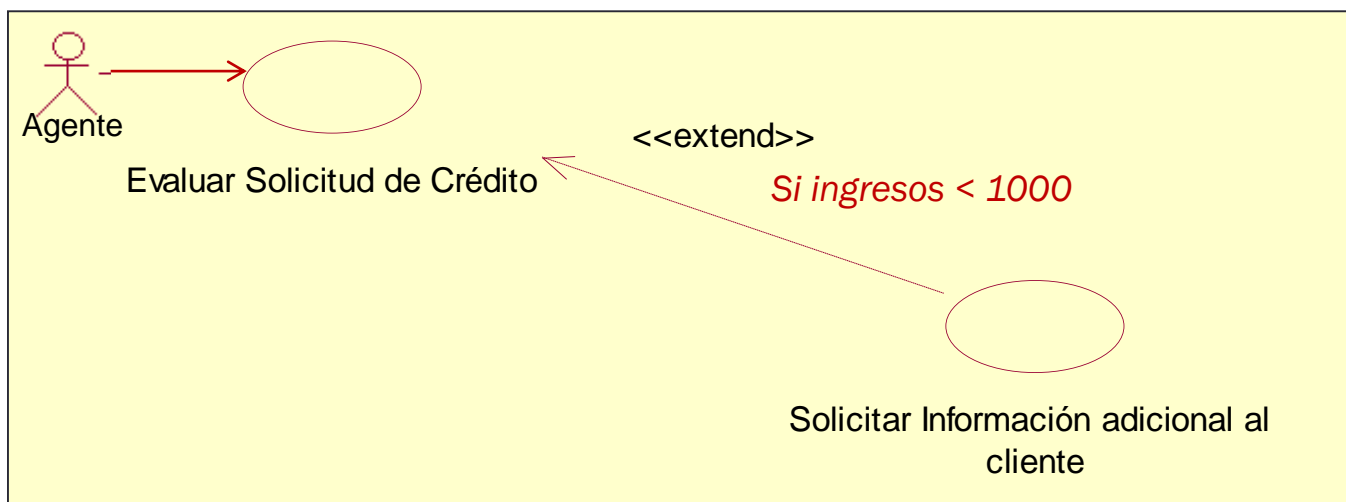 Agente
<<extend>>
Evaluar Solicitud de Crédito
Si ingresos < 1000
Solicitar Información adicional al
cliente